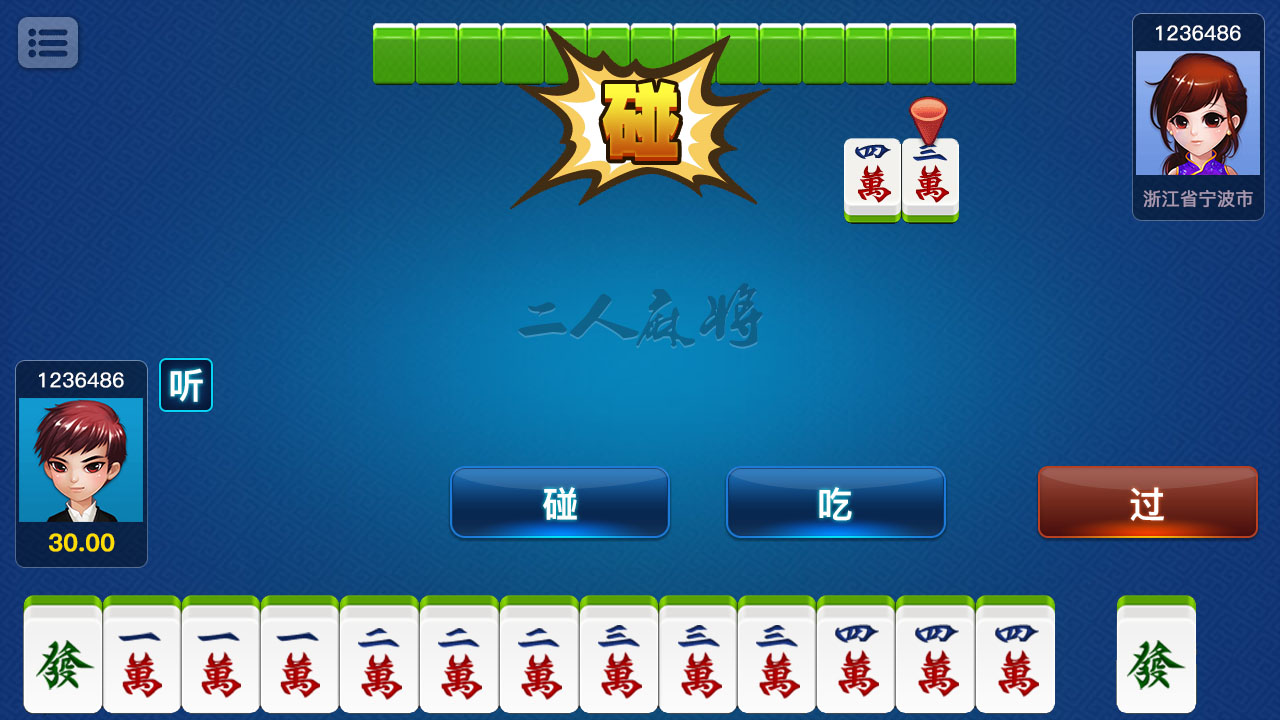 1236486
浙江省宁波市
碰
四萬
三萬
二人麻将
1236486
听
30.00
碰
吃
过
發
一萬
一萬
一萬
二萬
二萬
二萬
三萬
三萬
三萬
四萬
四萬
四萬
發